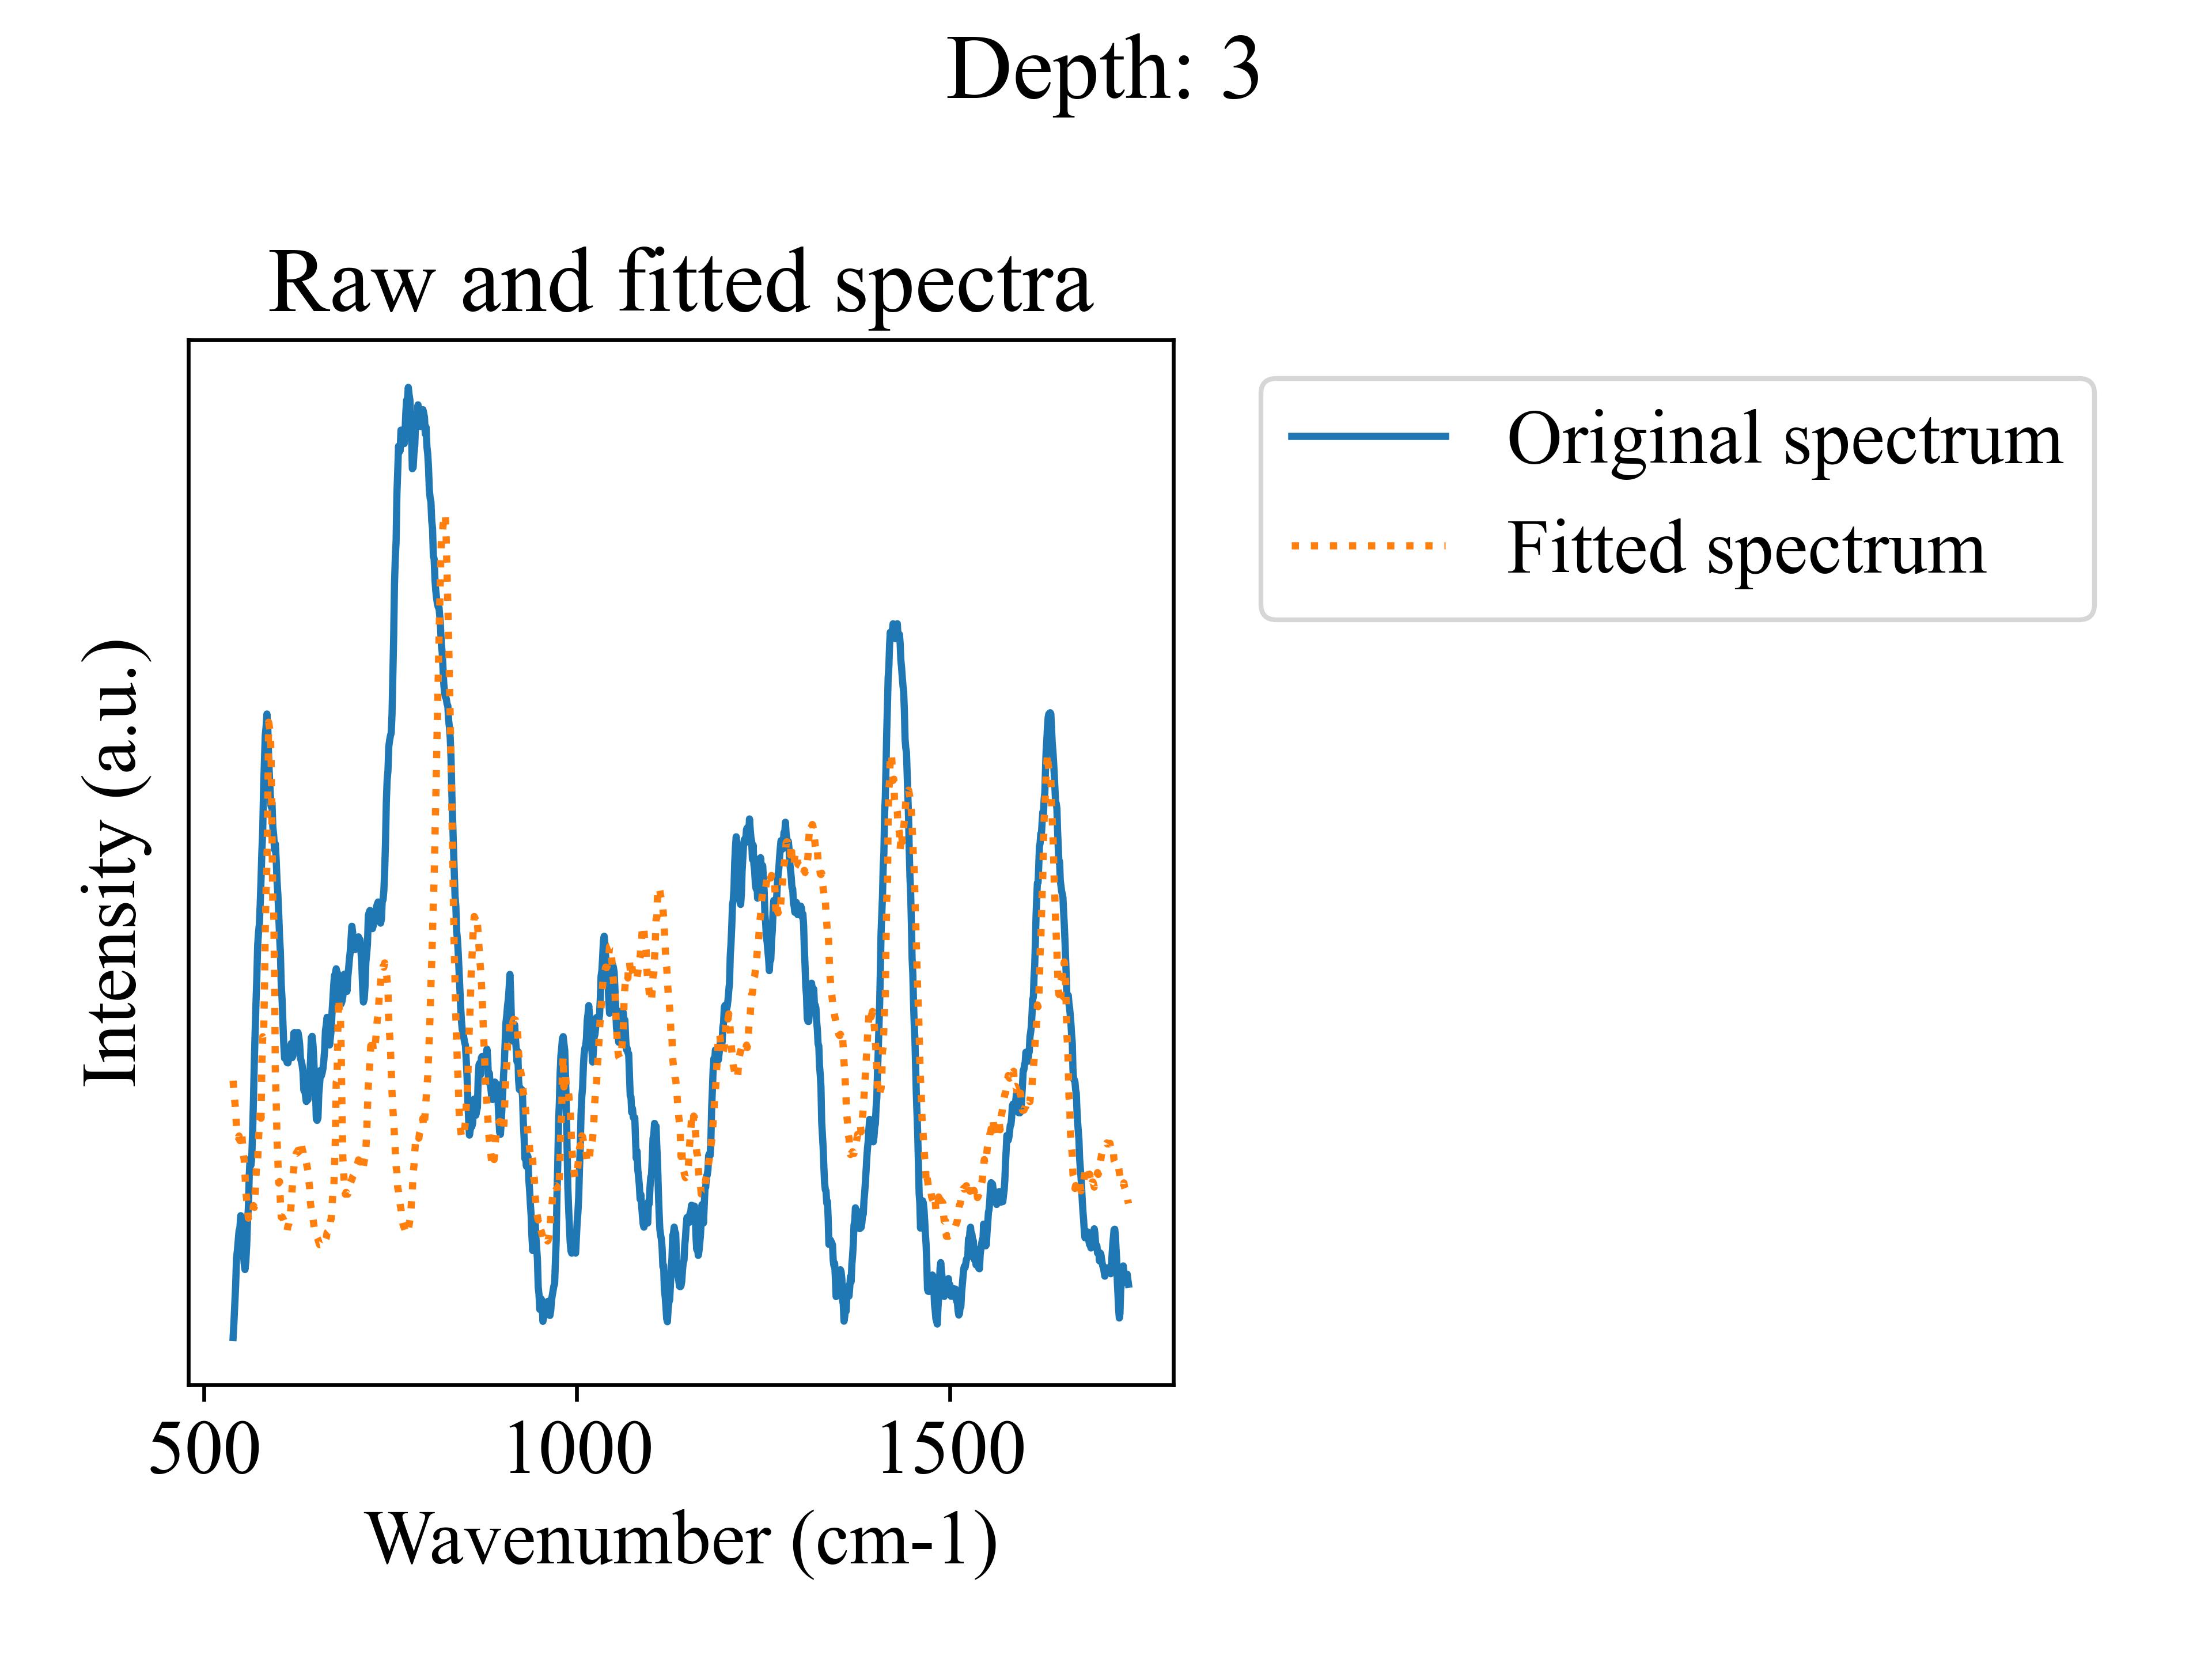 Depth: 3
Raw and fitted spectra
Original spectrum
Fitted spectrum
Intensity (a.u.)
500 1000 1500
Wavenumber (cm-1)